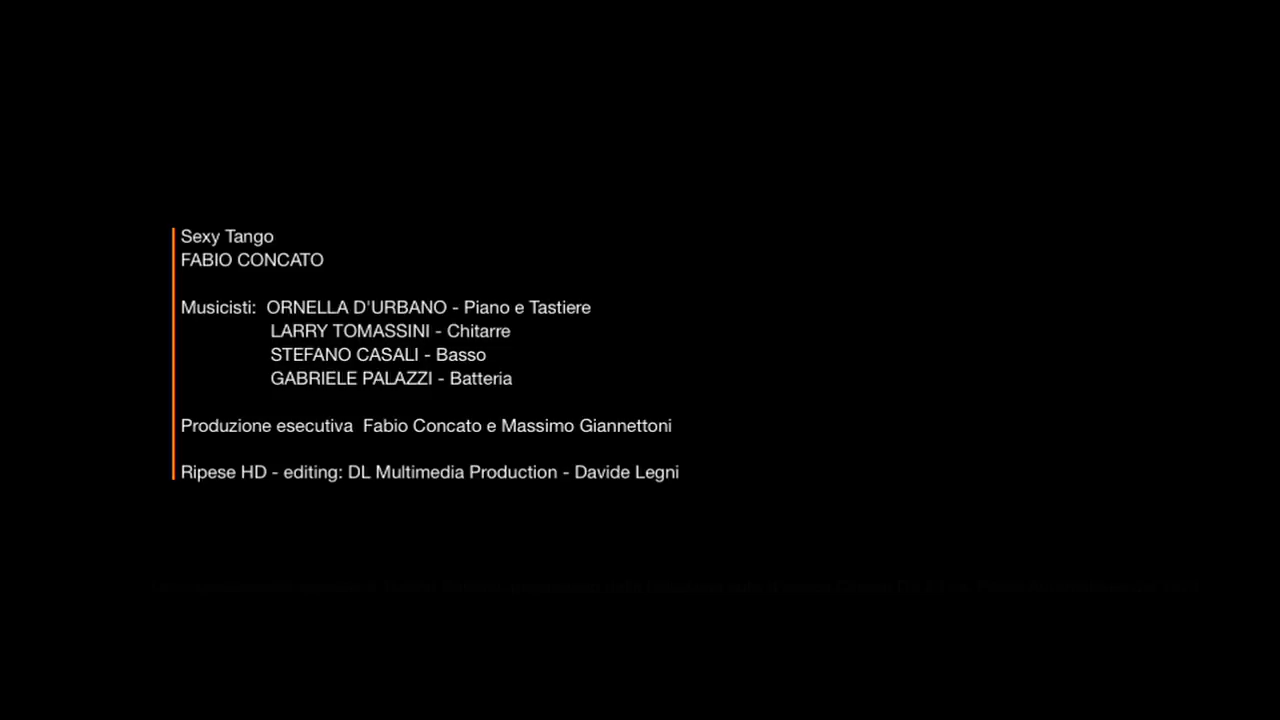 Sexy Tango
FABIO CONCATO
Musicisti: ORNELLA D'URBANO - Piano e Tastiere
LARRY TOMASSINI - Chitarre
STEFANO CASALI - Basso
GABRIELE PALAZZI - Batteria
Produzione esecutiva Fabio Concato e Massimo Giannettoni
Ripese HD - editing: DL Multimedia Production - Davide Legni